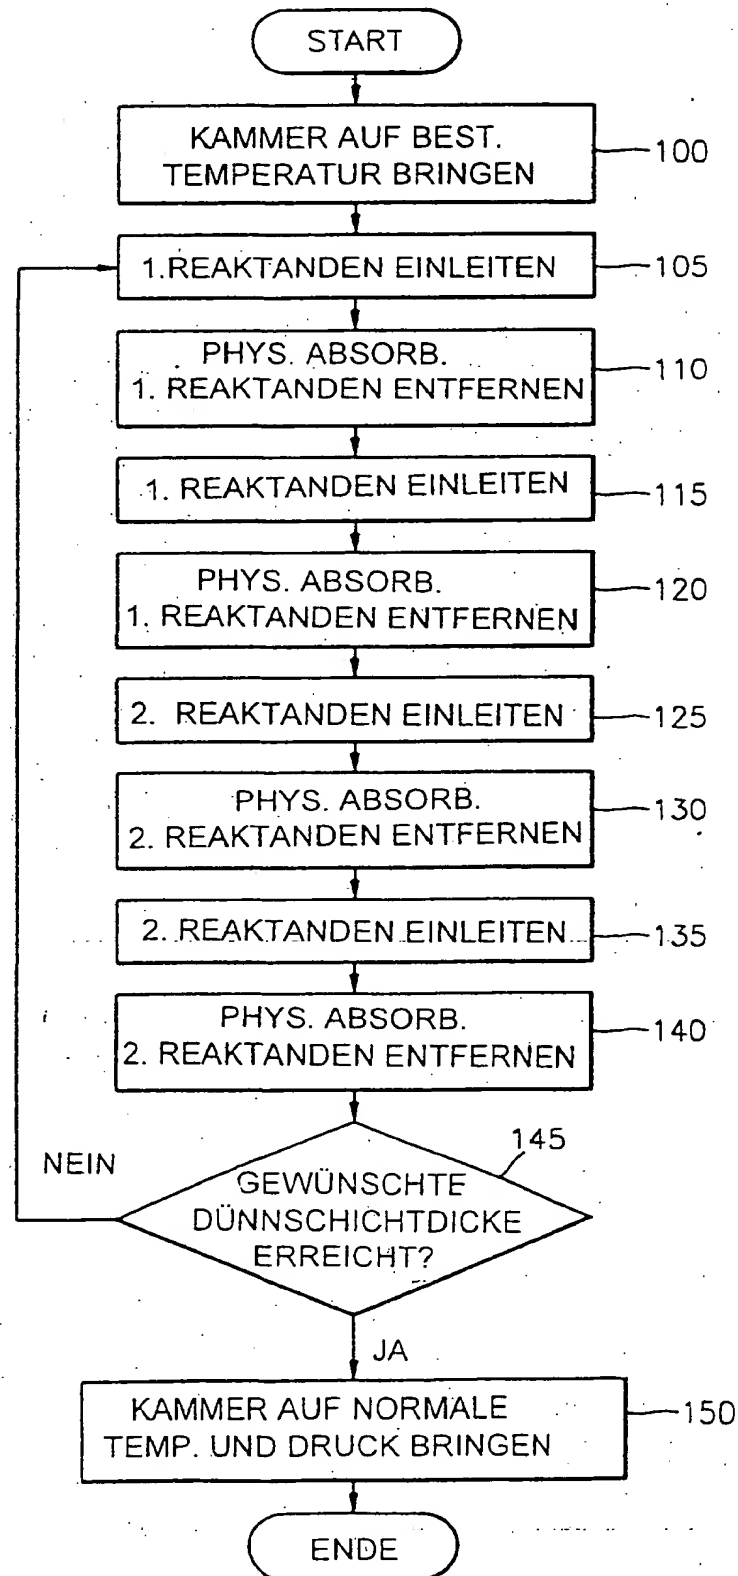 START
KAMMER AUF BEST.
TEMPERATUR BRINGEN
100
1.REAKTANDEN EINLEITEN
105
PHYS. ABSORB.
1. REAKTANDEN ENTFERNEN
110
1. REAKTANDEN EINLEITEN
115
PHYS. ABSORB.
1. REAKTANDEN ENTFERNEN
120
2. REAKTANDEN EINLEITEN
125
PHYS. ABSORB.
2. REAKTANDEN ENTFERNEN
130
2. REAKTANDEN EINLEITEN
135
PHYS. ABSORB.
2. REAKTANDEN ENTFERNEN
140
145
NEIN
GEWÜNSCHTE
DÜNNSCHICHTDICKE
ERREICHT?
JA
KAMMER AUF NORMALE
TEMP. UND DRUCK BRINGEN
150
ENDE